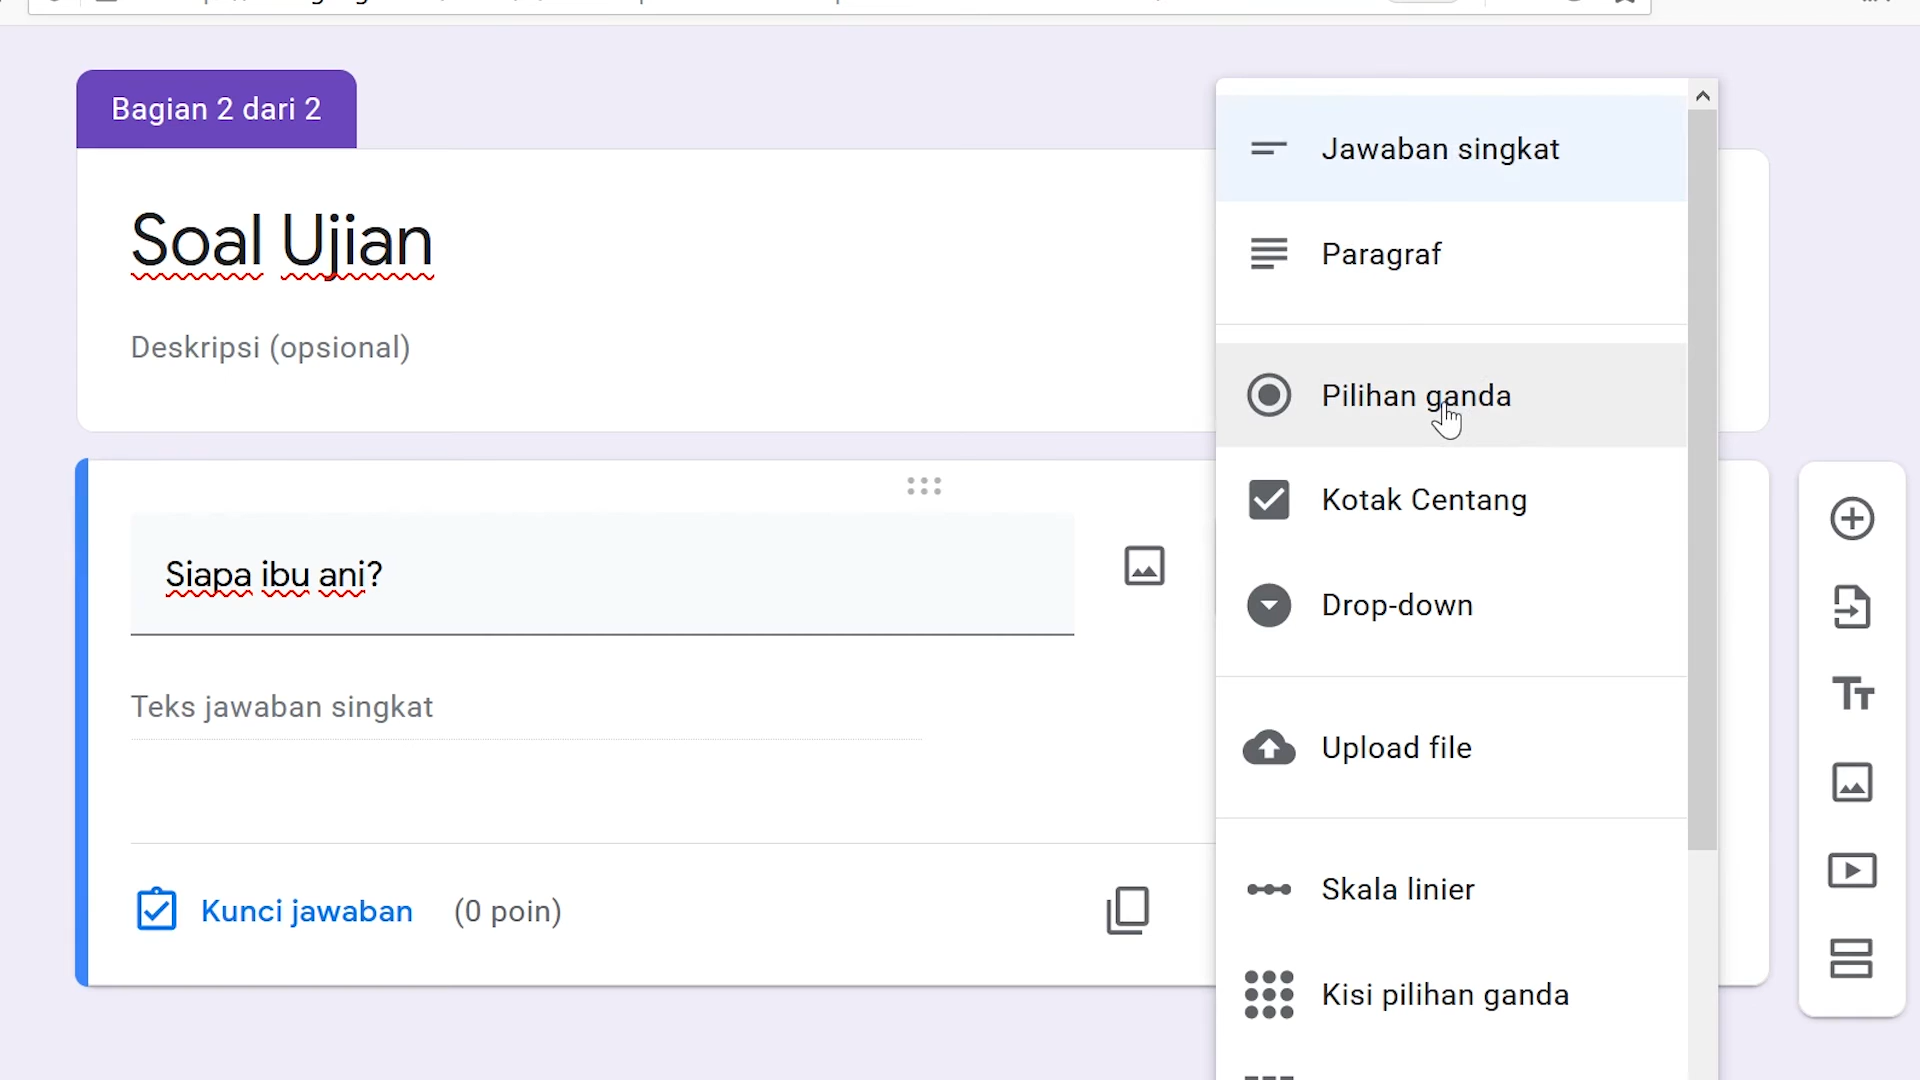 Bagian 2 dari 2
Soal Ujian
Deskripsi (opsional)
Siapa ibu ani?
Teks jawaban singkat
Kunci jawaban (0 poin)
Jawaban singkat
Paragraf
Pilihan ganda
Kotak Centang
Drop-down
Upload file
Skala linier
Kisi pilihan ganda